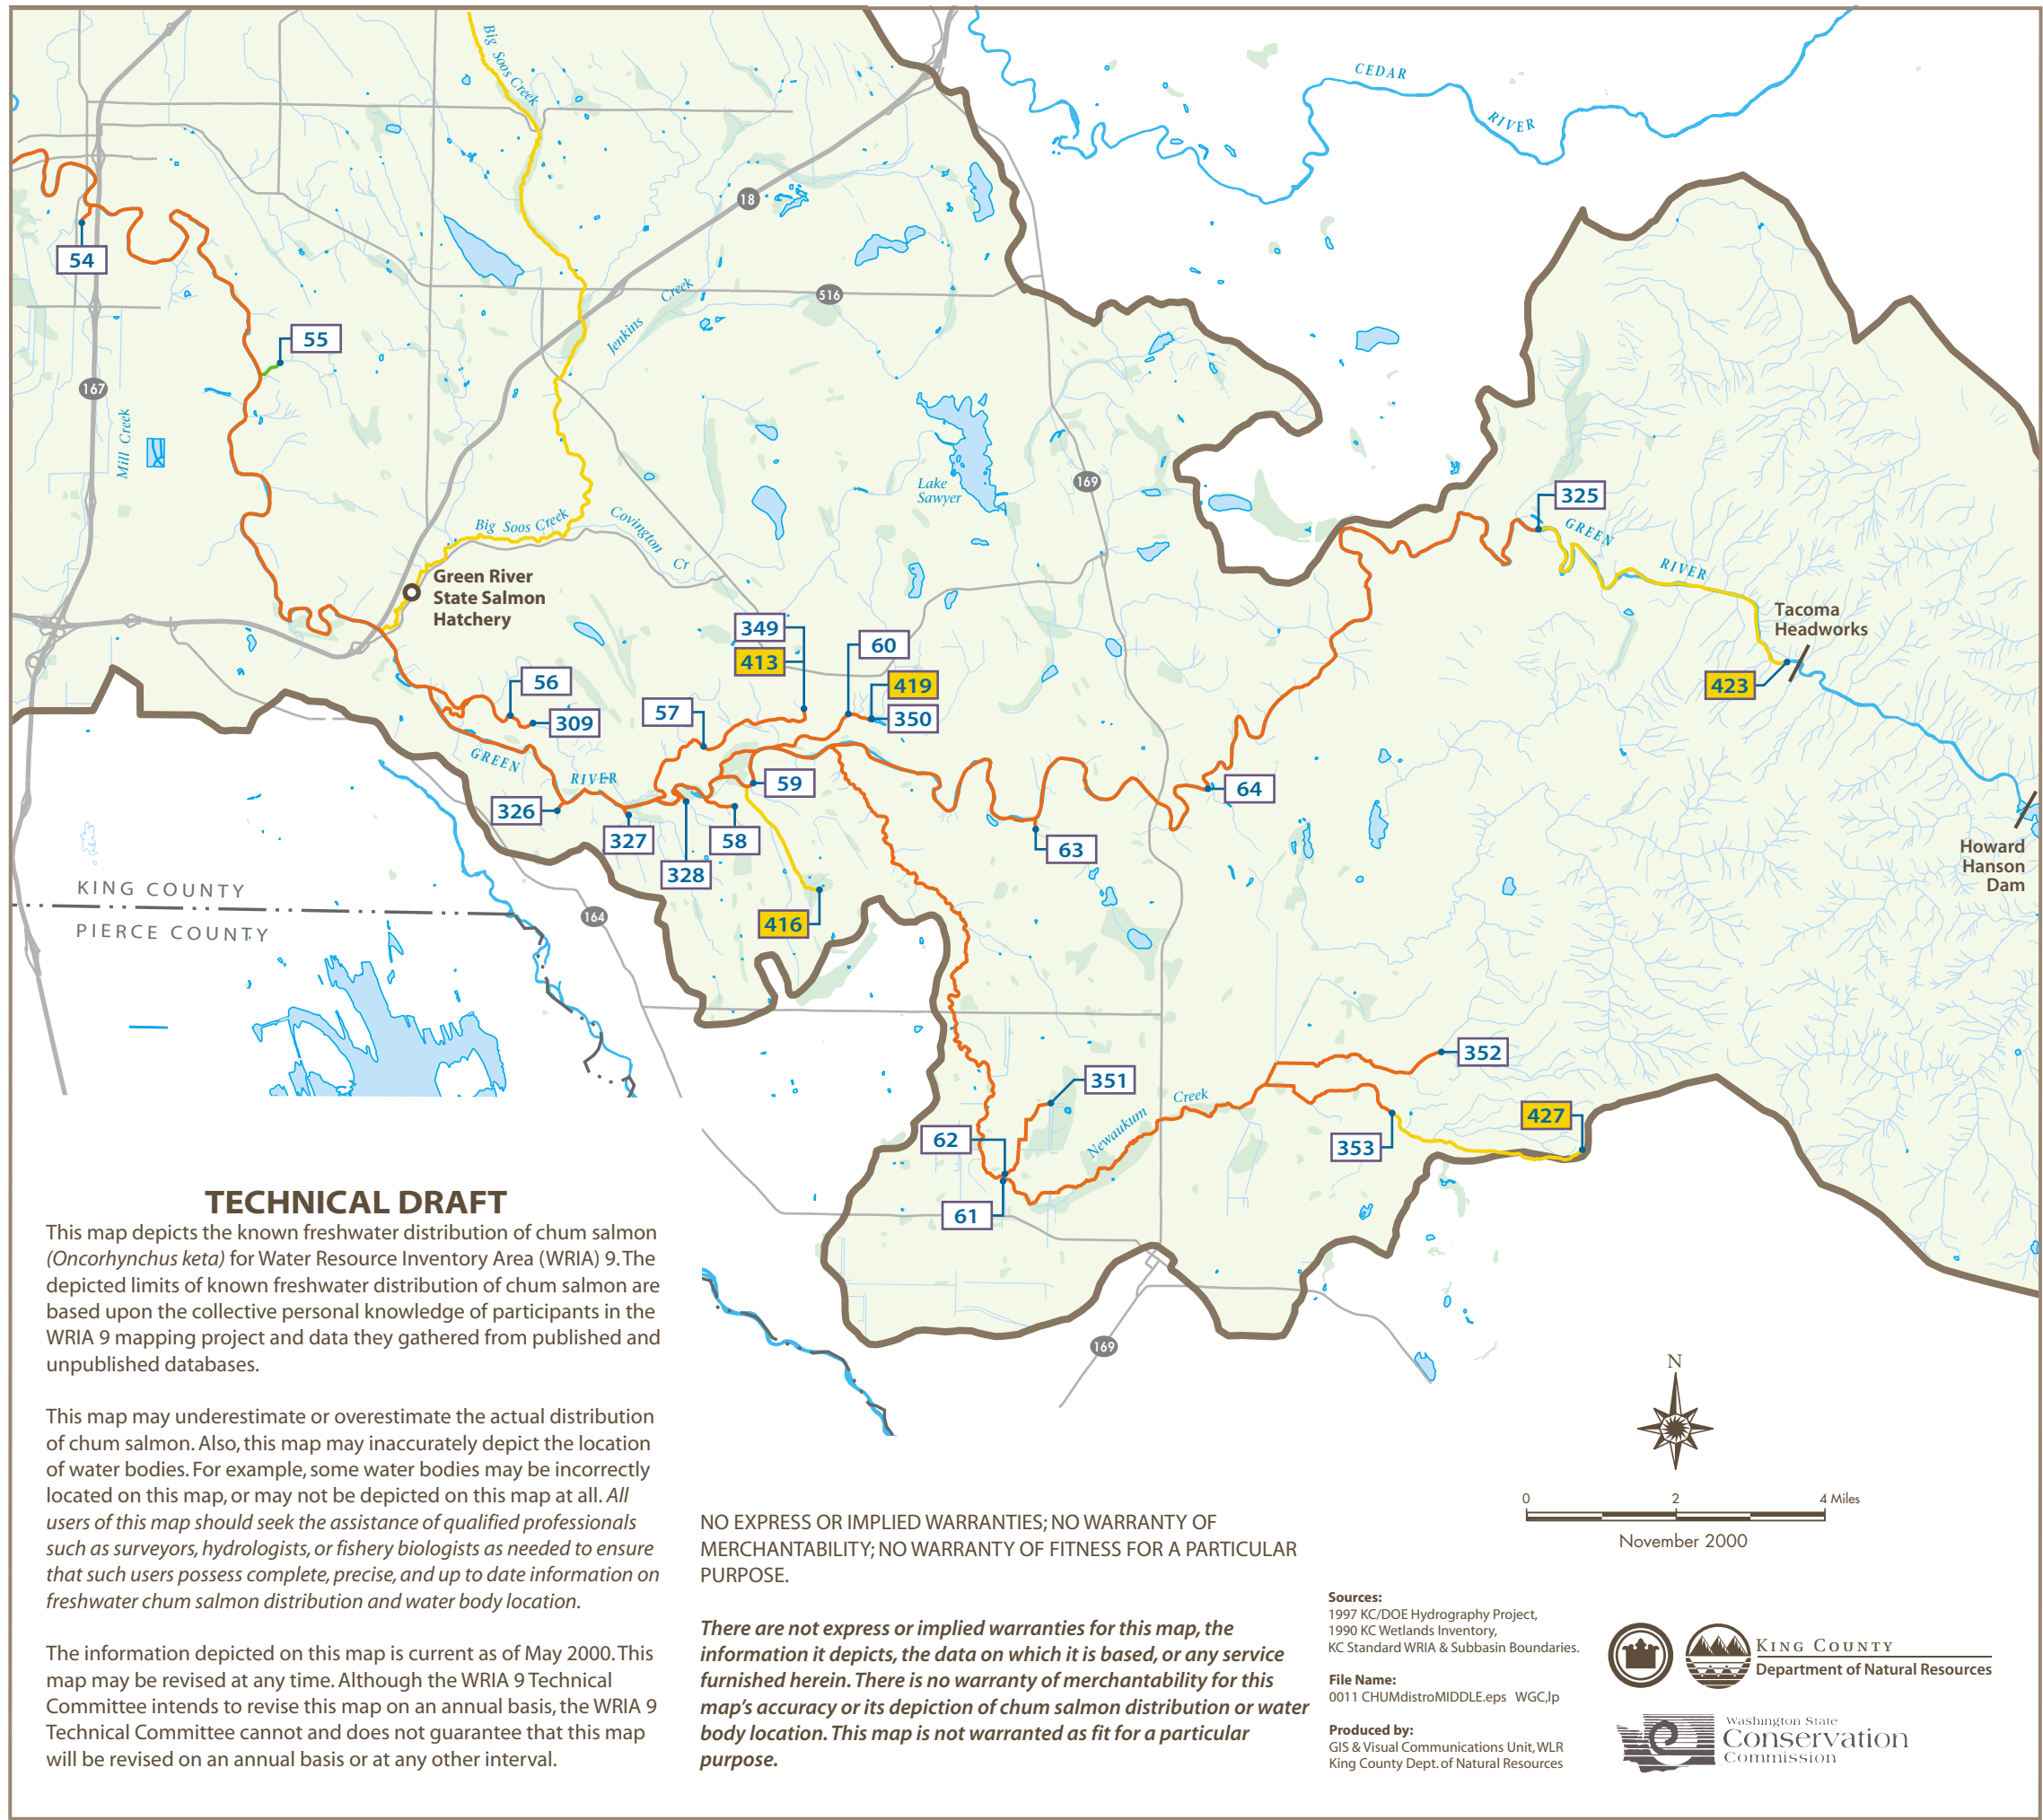 Big Soos Creek
CEDAR
RIVER
18
54
Jenkins Creek
516
55
167
Mill Creek
Lake
Sawyer
169
325
GREEN
RIVER
Big Soos Creek
Covington
Cr
Green River
State Salmon
Hatchery
Tacoma
Headworks
349
413
60
419
350
423
56
309
57
GREEN
RIVER
59
64
326
327
58
63
328
Howard
Hanson
Dam
KING COUNTY
PIERCE COUNTY
164
416
352
351
Newaukum Creek
427
62
353
61
169
TECHNICAL DRAFT
This map depicts the known freshwater distribution of chum salmon
(Oncorhynchus keta) for Water Resource Inventory Area (WRIA) 9. The
depicted limits of known freshwater distribution of chum salmon are
based upon the collective personal knowledge of participants in the
WRIA 9 mapping project and data they gathered from published and
unpublished databases.
This map may underestimate or overestimate the actual distribution
of chum salmon. Also, this map may inaccurately depict the location
of water bodies. For example, some water bodies may be incorrectly
located on this map, or may not be depicted on this map at all. All
users of this map should seek the assistance of qualified professionals
such as surveyors, hydrologists, or fishery biologists as needed to ensure
that such users possess complete, precise, and up to date information on
freshwater chum salmon distribution and water body location.
The information depicted on this map is current as of May 2000. This
map may be revised at any time. Although the WRIA 9 Technical
Committee intends to revise this map on an annual basis, the WRIA 9
Technical Committee cannot and does not guarantee that this map
will be revised on an annual basis or at any other interval.
NO EXPRESS OR IMPLIED WARRANTIES; NO WARRANTY OF
MERCHANTABILITY; NO WARRANTY OF FITNESS FOR A PARTICULAR
PURPOSE.
There are not express or implied warranties for this map, the
information it depicts, the data on which it is based, or any service
furnished herein. There is no warranty of merchantability for this
map's accuracy or its depiction of chum salmon distribution or water
body location. This map is not warranted as fit for a particular
purpose.
N
0 2 4 Miles
November 2000
Sources:
1997 KC/DOE Hydrography Project,
1990 KC Wetlands Inventory,
KC Standard WRIA & Subbasin Boundaries.
File Name:
0011 CHUMdistroMIDDLE.eps WGC,lp
Produced by:
GIS & Visual Communications Unit, WLR
King County Dept. of Natural Resources
KING COUNTY
Department of Natural Resources
Washington State
Conservation
Commission